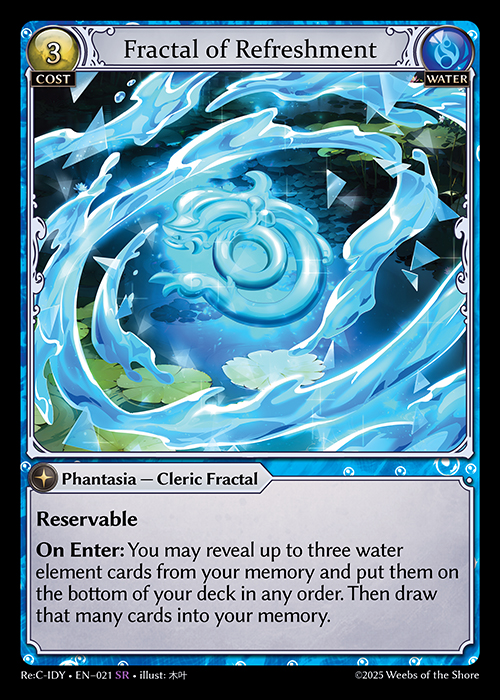 3
Fractal of Refreshment
COST
WATER
Phantasia — Cleric Fractal
Reservable
On Enter: You may reveal up to three water
element cards from your memory and put them on
the bottom of your deck in any order. Then draw
that many cards into your memory.
Re:C-IDY • EN-021 SR • illust: 木叶
©2025 Weebs of the Shore